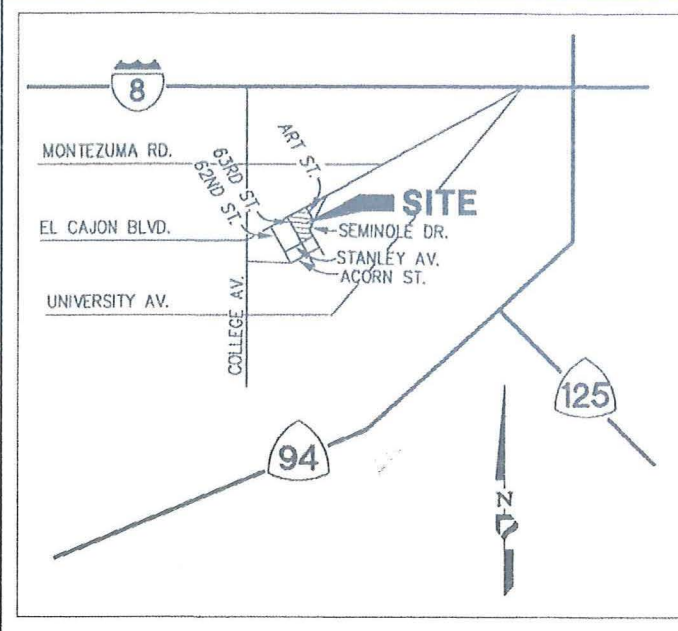 8
MONTEZUMA RD.
ART ST.
63RD ST.
62ND ST.
SITE
EL CAJON BLVD.
SEMINOLE DR.
STANLEY AV.
ACORN ST.
UNIVERSITY AV.
COLLEGE AV.
125
94
N